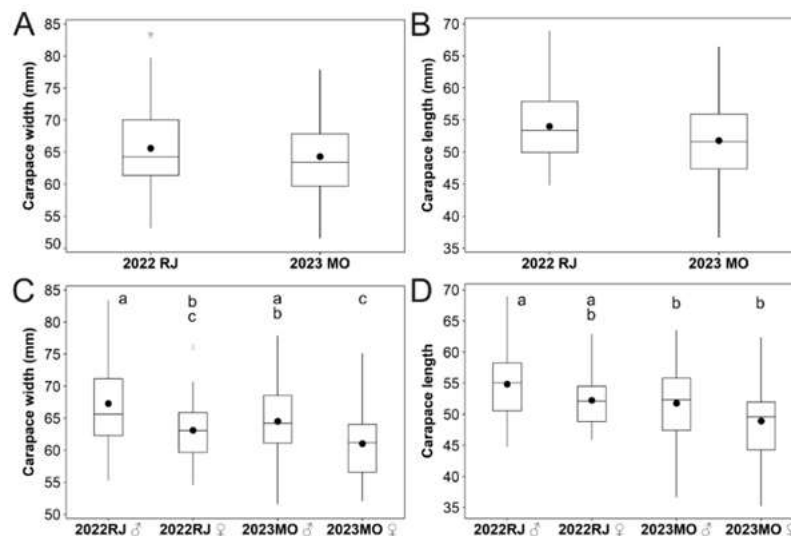 A
Carapace width (mm)
85
80
75
70
65
60
55
50
2022 RJ
2023 MO
B
Carapace length (mm)
70
65
60
55
50
45
40
35
2022 RJ
2023 MO
C
Carapace width (mm)
85
80
75
70
65
60
55
50
a
b
c
a
b
c
2022RJ ♂
2022RJ ♀
2023MO ♂
2023MO ♀
D
Carapace length
70
65
60
55
50
45
40
35
a
a
b
b
b
2022RJ ♂
2022RJ ♀
2023MO ♂
2023MO ♀